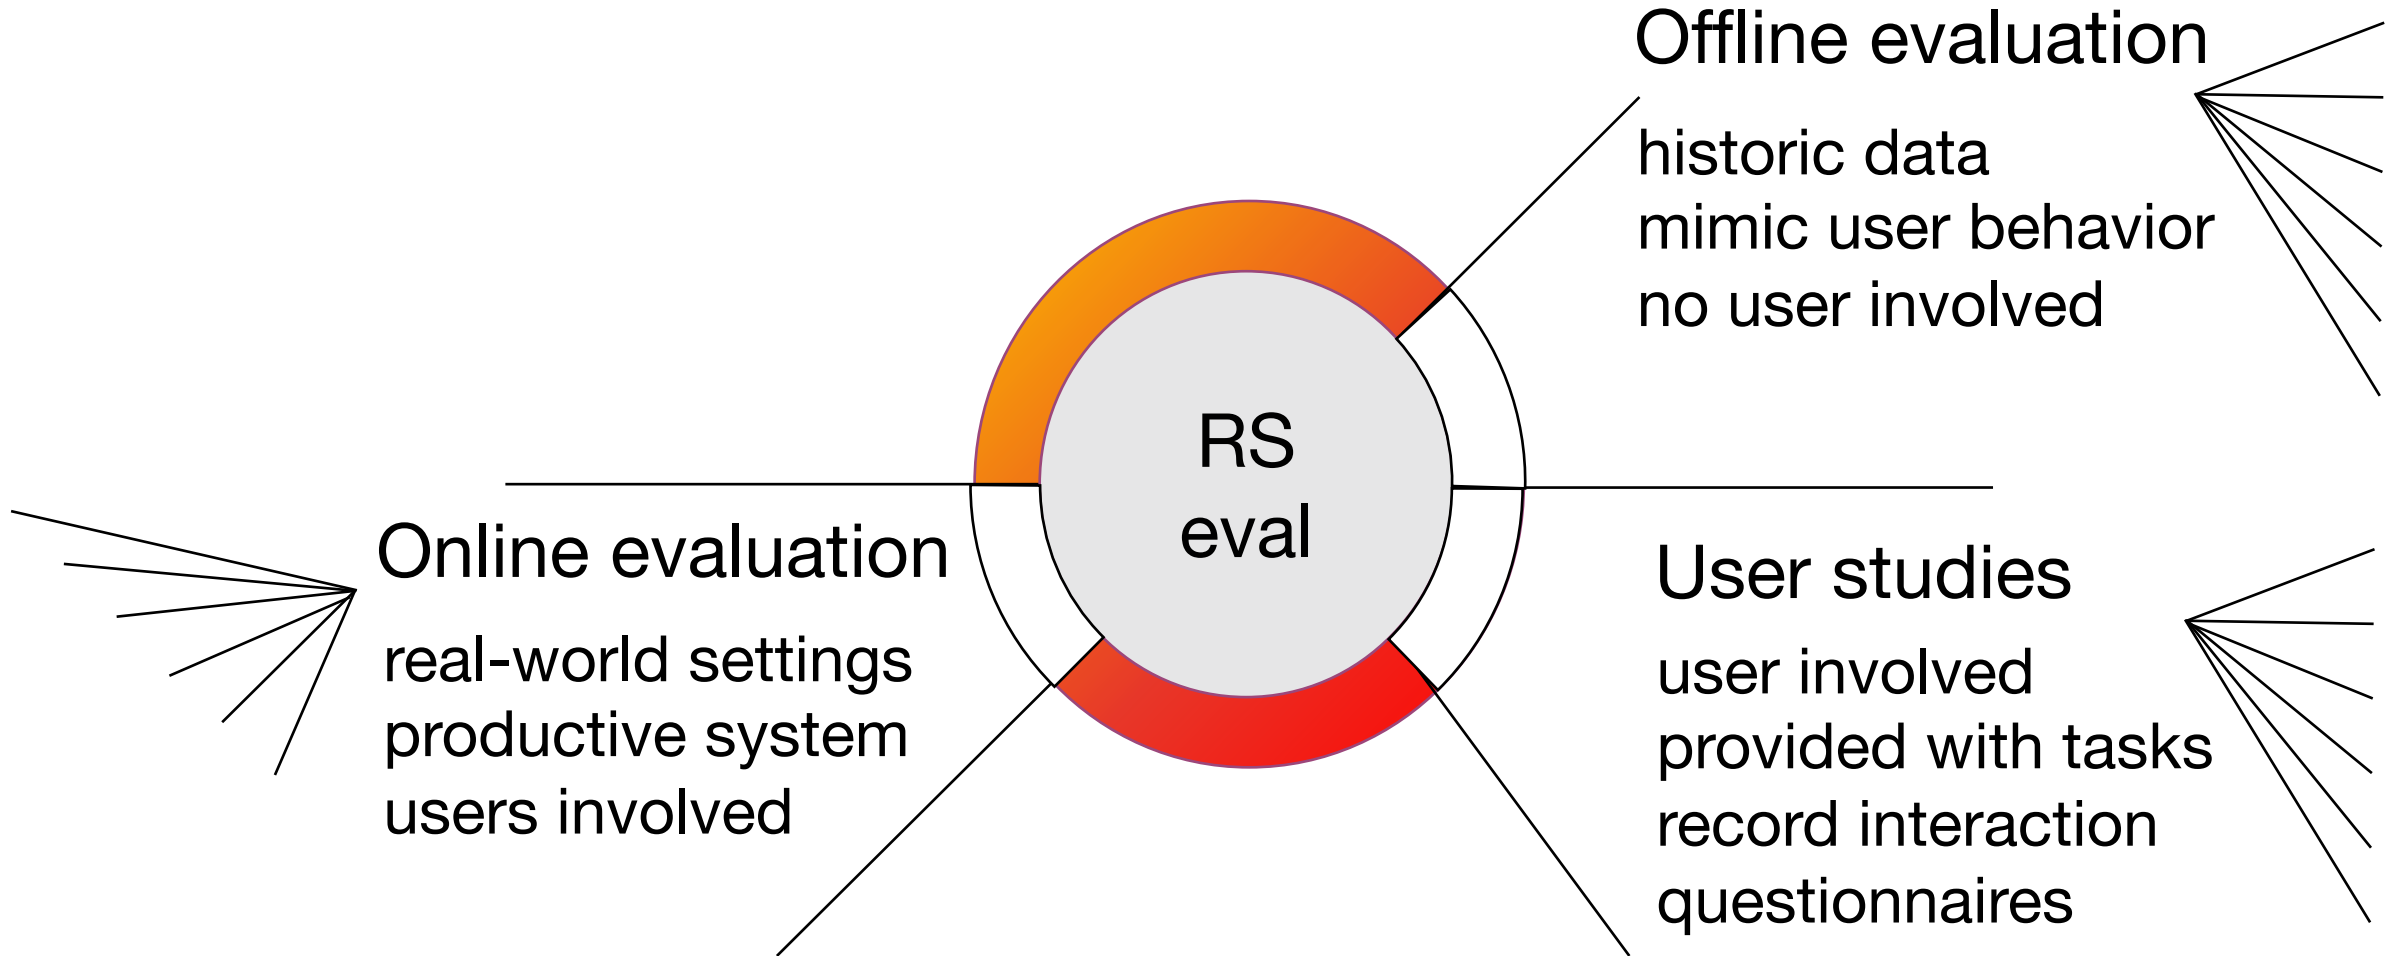 Offline evaluation
historic data
mimic user behavior
no user involved
RS
eval
Online evaluation
real-world settings
productive system
users involved
User studies
user involved
provided with tasks
record interaction
questionnaires